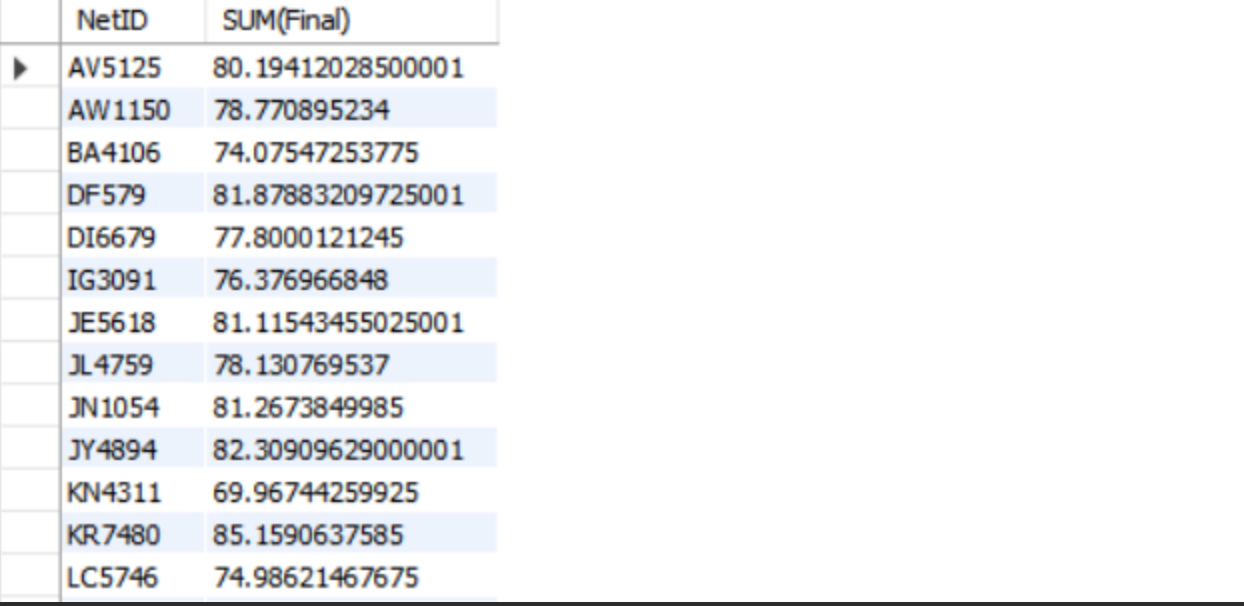 NetID SUM(Final)
AV5125 80.19412028500001
AW1150 78.770895234
BA4106 74.07547253775
DF579 81.87883209725001
DI6679 77.8000121245
IG3091 76.376966848
JE5618 81.11543455025001
JL4759 78.130769537
JN1054 81.2673849985
JY4894 82.30909629000001
KN4311 69.96744259925
KR7480 85.1590637585
LC5746 74.98621467675